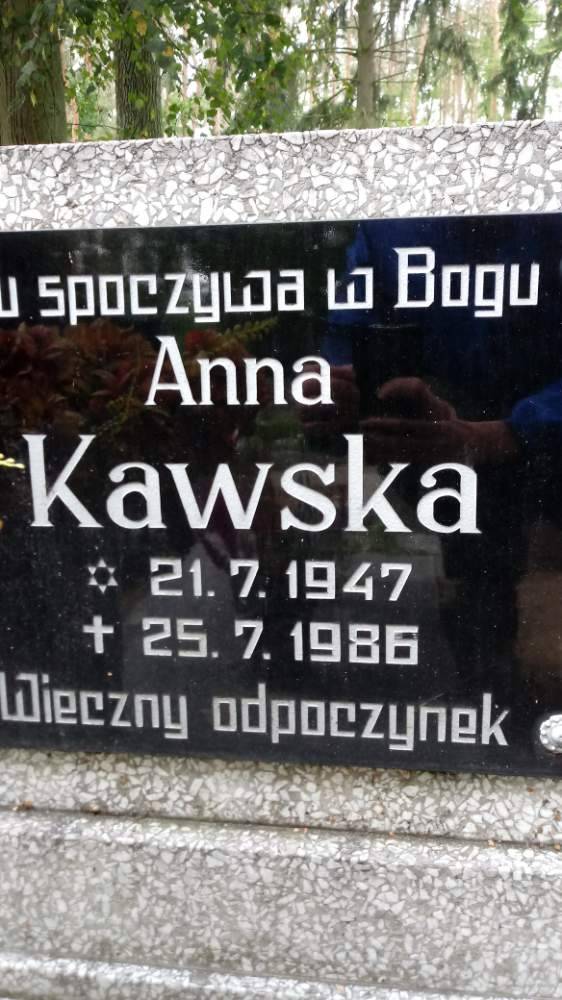 spoczywa w Bogu
Anna
Kawska
✡ 21. 7. 1947
✝ 25. 7. 1986
Wieczny odpoczynek